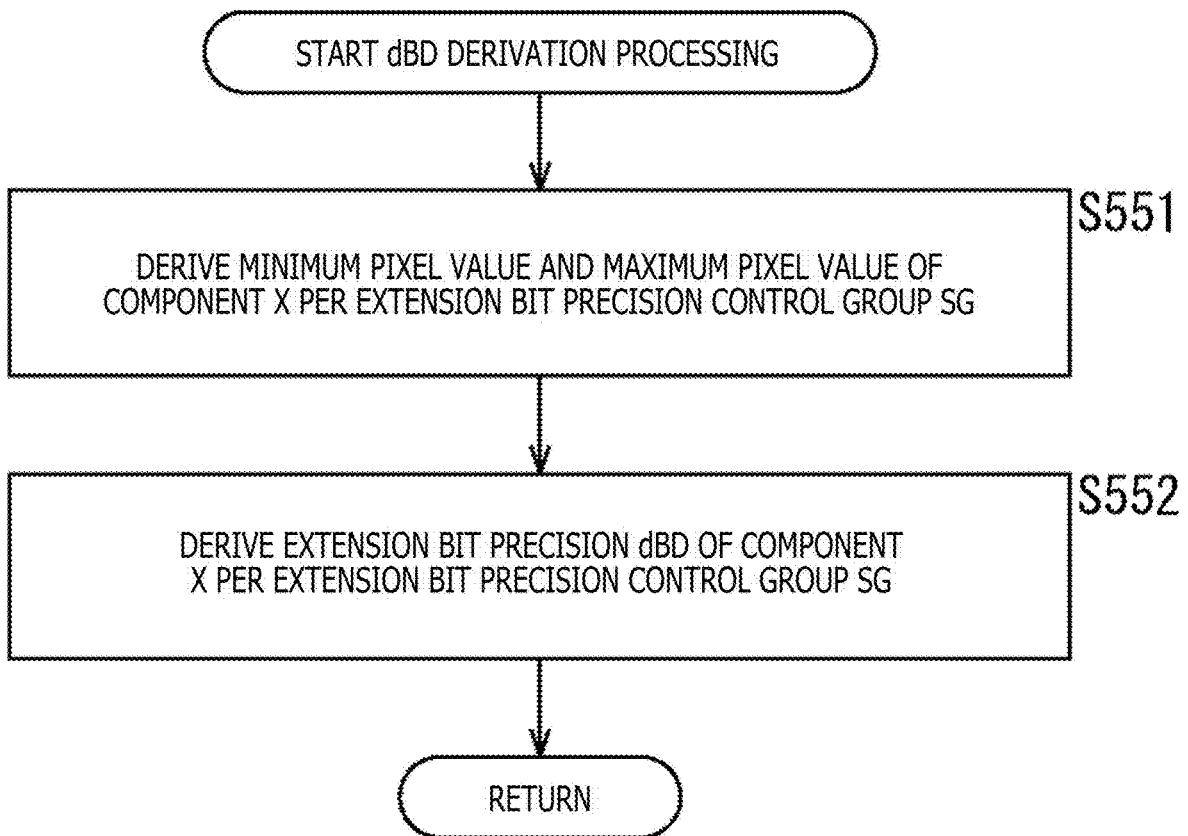 START dBD DERIVATION PROCESSING
S551
DERIVE MINIMUM PIXEL VALUE AND MAXIMUM PIXEL VALUE OF
COMPONENT X PER EXTENSION BIT PRECISION CONTROL GROUP SG
S552
DERIVE EXTENSION BIT PRECISION dBD OF COMPONENT
X PER EXTENSION BIT PRECISION CONTROL GROUP SG
RETURN